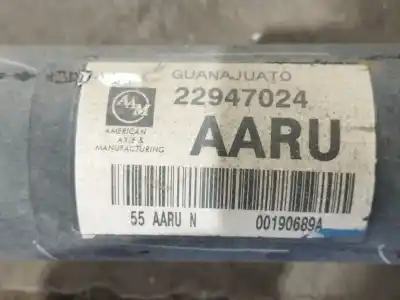 GUANAJUATO
22947024
AAM
AMERICAN
AXLE &
MANUFACTURING
AARU
55 AARU N 00190689A